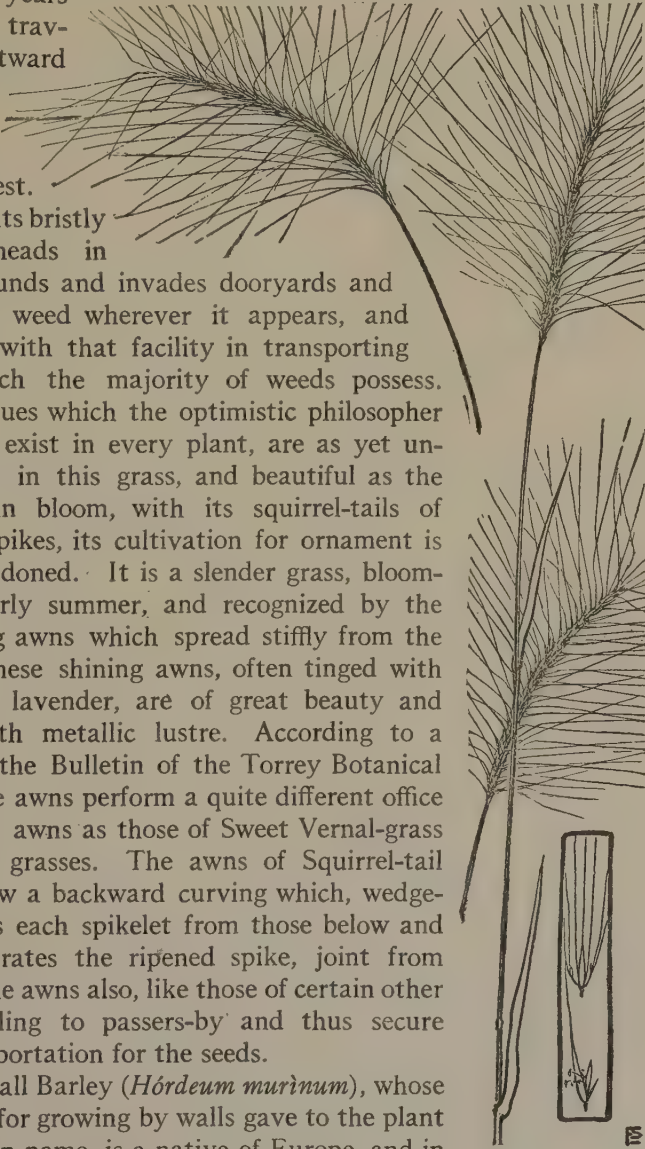 years
trav-
tward
est.
its bristly
heads in
unds and invades dooryards and
weed wherever it appears, and
with that facility in transporting
ch the majority of weeds possess.
ues which the optimistic philosopher
exist in every plant, are as yet un-
in this grass, and beautiful as the
n bloom, with its squirrel-tails of
pikes, its cultivation for ornament is
doned. It is a slender grass, bloom-
rly summer, and recognized by the
g awns which spread stiffly from the
hese shining awns, often tinged with
lavender, are of great beauty and
th metallic lustre. According to a
the Bulletin of the Torrey Botanical
e awns perform a quite different office
awns as those of Sweet Vernal-grass
grasses. The awns of Squirrel-tail
w a backward curving which, wedge-
s each spikelet from those below and
rates the ripened spike, joint from
e awns also, like those of certain other
ling to passers-by and thus secure
portation for the seeds.
all Barley (Hórdeum murìnum), whose
for growing by walls gave to the plant
name, is a native of Europe, and in